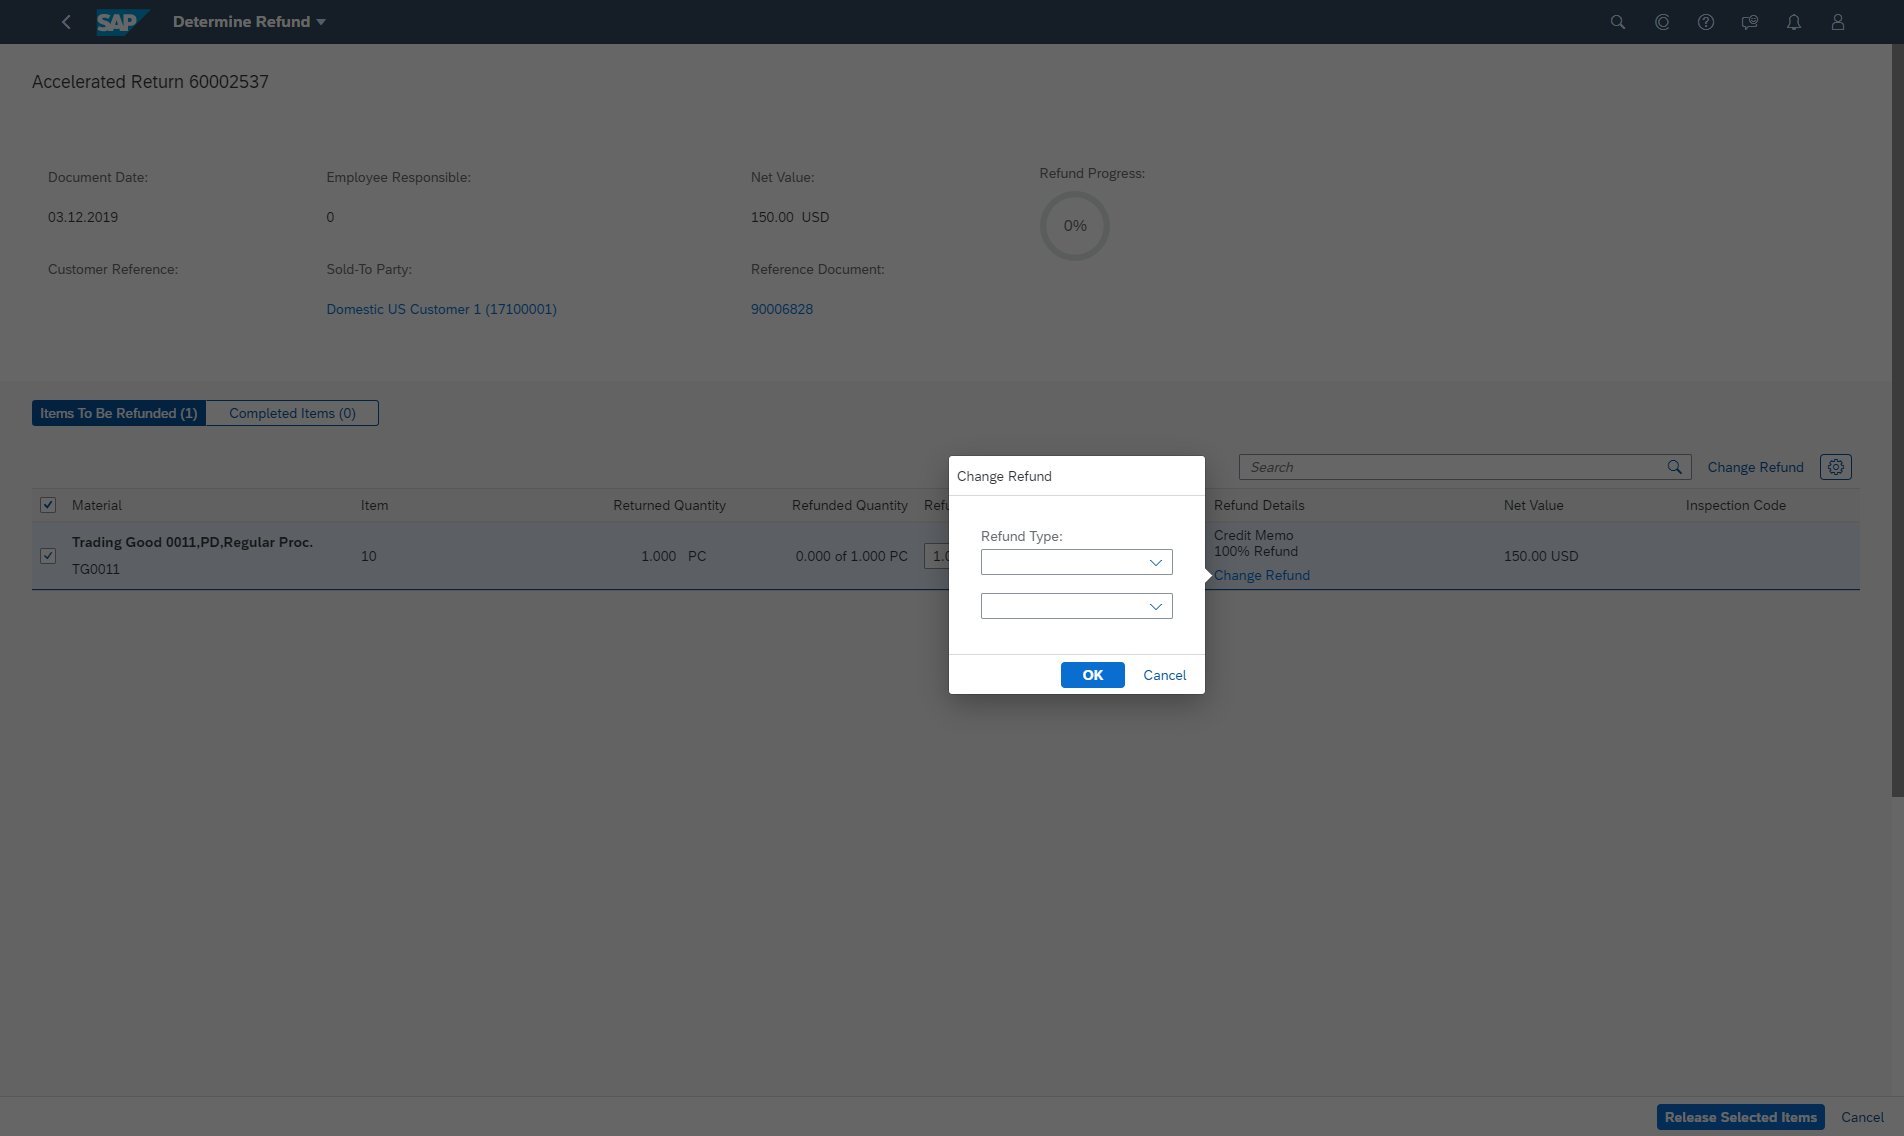 SAP Determine Refund
Accelerated Return 60002537
Document Date:
03.12.2019
Customer Reference:
Employee Responsible:
0
Sold-To Party:
Domestic US Customer 1 (17100001)
Net Value:
150.00 USD
Reference Document:
90006828
Refund Progress:
0%
Items To Be Refunded (1) Completed Items (0)
Search Change Refund
Material Item Returned Quantity Refunded Quantity Refund Details Net Value Inspection Code
Trading Good 0011,PD,Regular Proc.
TG0011
10
1.000 PC
0.000 of 1.000 PC
Credit Memo
100% Refund
Change Refund
150.00 USD
Change Refund
Refund Type:
OK Cancel
Release Selected Items Cancel